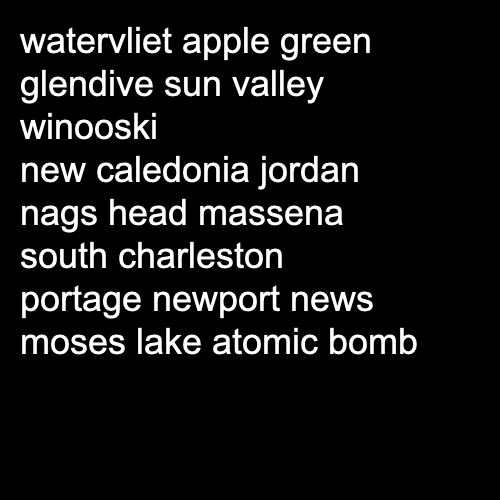 watervliet apple green
glendive sun valley
winooski
new caledonia jordan
nags head massena
south charleston
portage newport news
moses lake atomic bomb